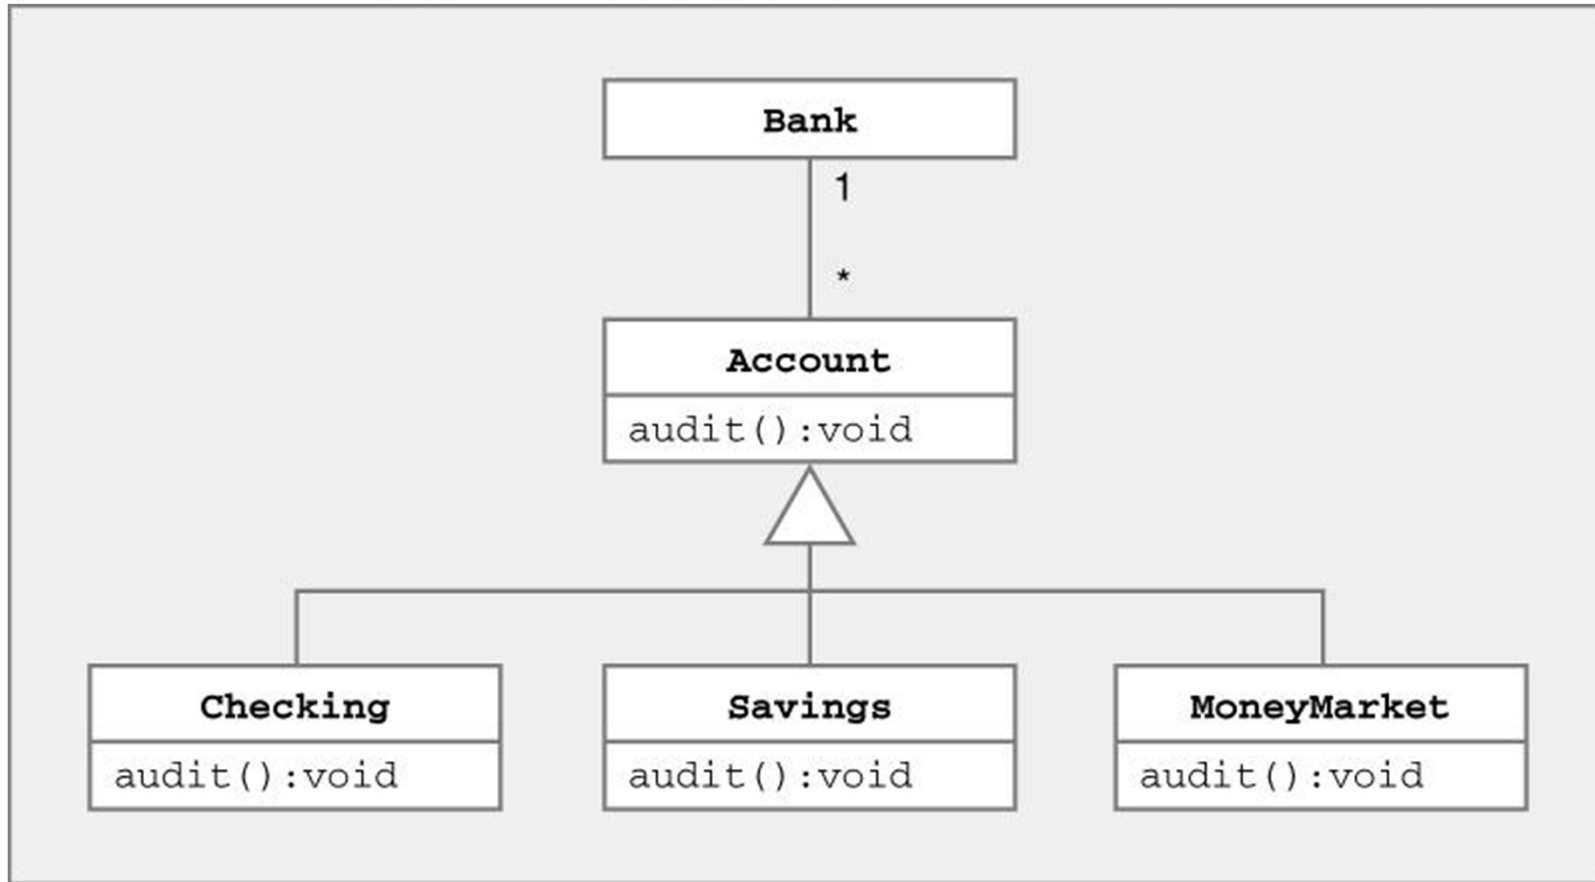 Bank
1
*
Account
audit():void
Checking
audit():void
Savings
audit():void
MoneyMarket
audit():void